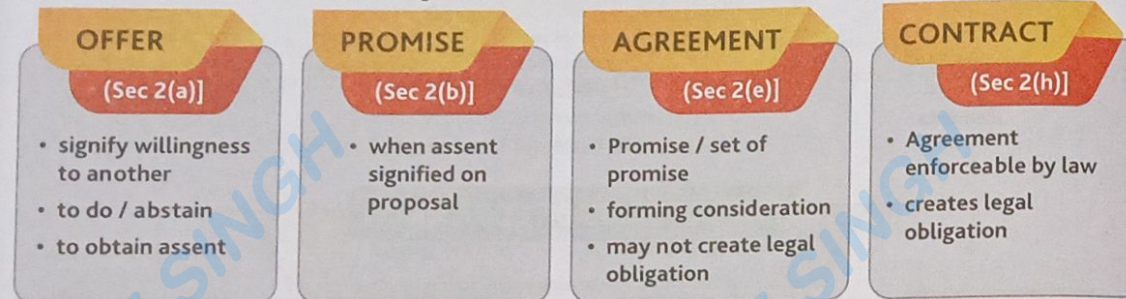 OFFER
(Sec 2(a)]
• signify willingness
to another
• to do / abstain
• to obtain assent
PROMISE
(Sec 2(b)]
• when assent
signified on
proposal
AGREEMENT
(Sec 2(e)]
• Promise / set of
promise
• forming consideration
• may not create legal
obligation
CONTRACT
(Sec 2(h)]
• Agreement
enforceable by law
• creates legal
obligation
SINGH
SINGH